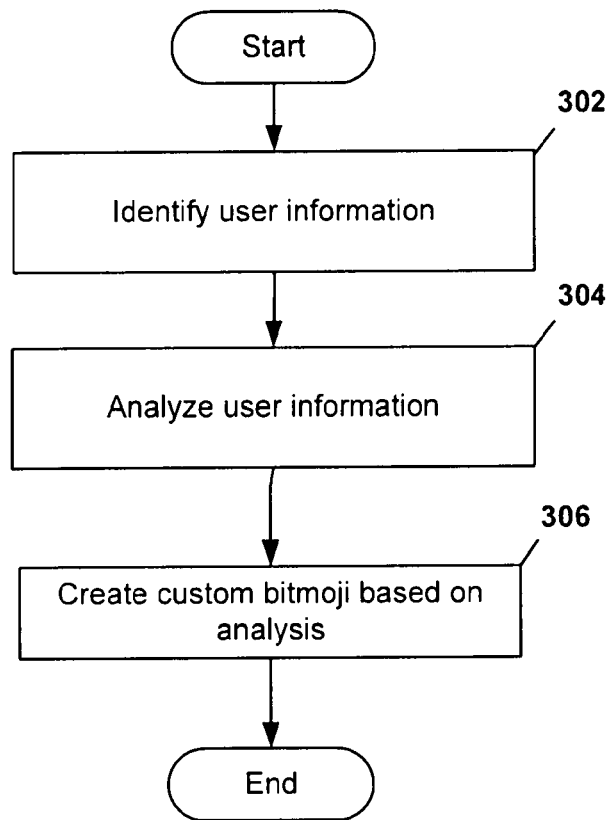 Start
302
Identify user information
304
Analyze user information
306
Create custom bitmoji based on
analysis
End